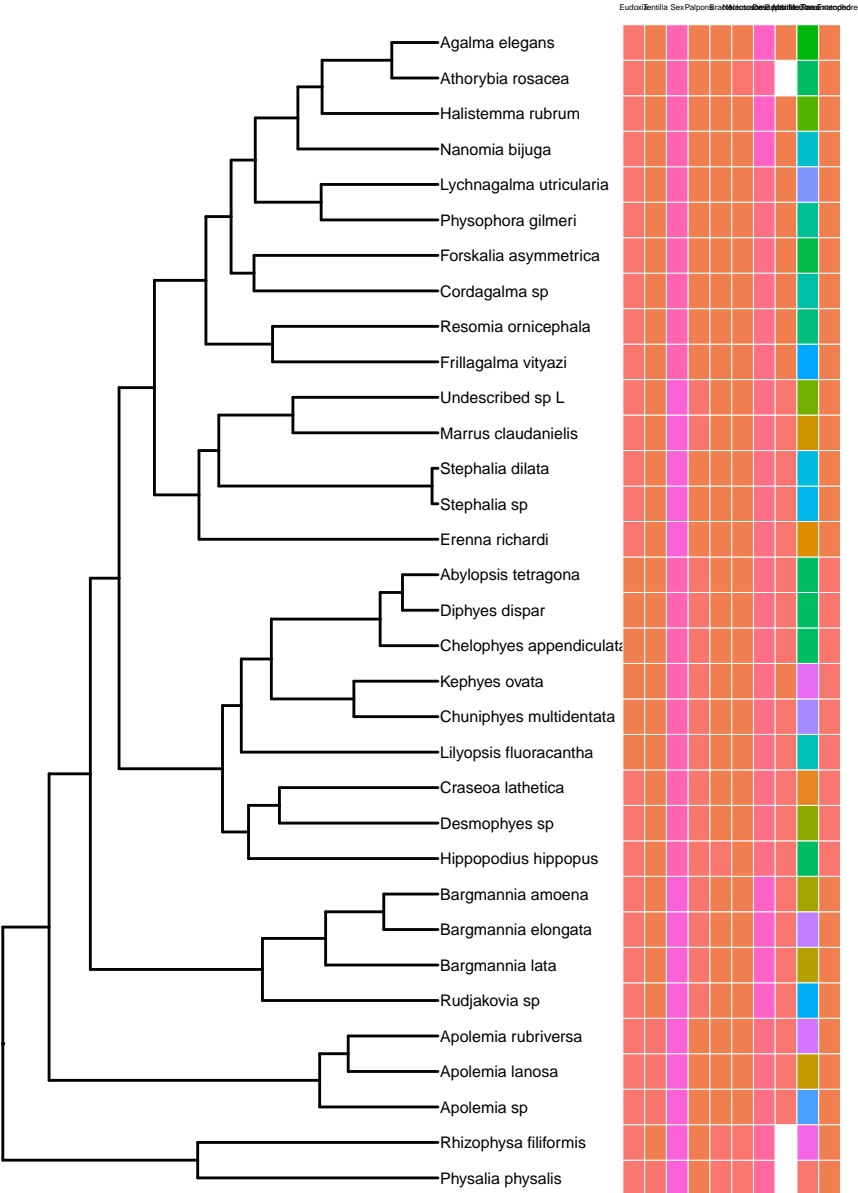 Eudoxia Tentilla Sex Palpons
Agalma elegans
Athorybia rosacea
Halistemma rubrum
Nanomia bijuga
Lychnagalma utricularia
Physophora gilmeri
Forskalia asymmetrica
Cordagalma sp
Resomia ornicephala
Frillagalma vityazi
Undescribed sp L
Marrus claudanielis
Stephalia dilata
Stephalia sp
Erenna richardi
Abylopsis tetragona
Diphyes dispar
Chelophyes appendiculata
Kephyes ovata
Chuniphyes multidentata
Lilyopsis fluoracantha
Craseoa lathetica
Desmophyes sp
Hippopodius hippopus
Bargmannia amoena
Bargmannia elongata
Bargmannia lata
Rudjakovia sp
Apolemia rubriversa
Apolemia lanosa
Apolemia sp
Rhizophysa filiformis
Physalia physalis